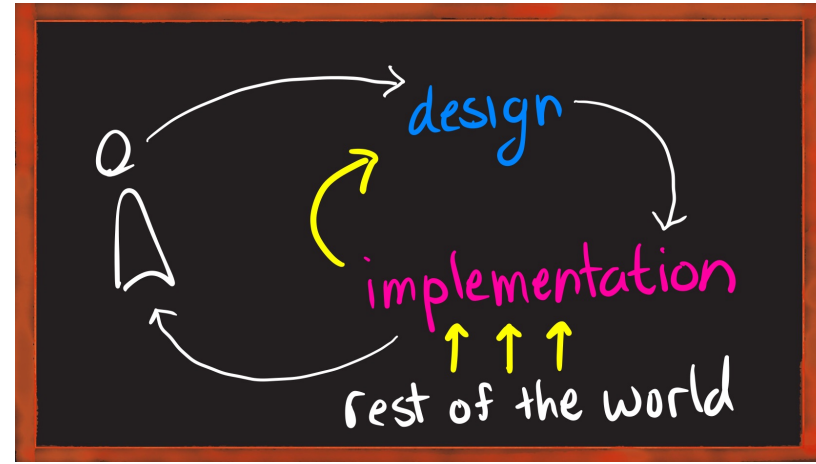 design
implementation
rest of the world